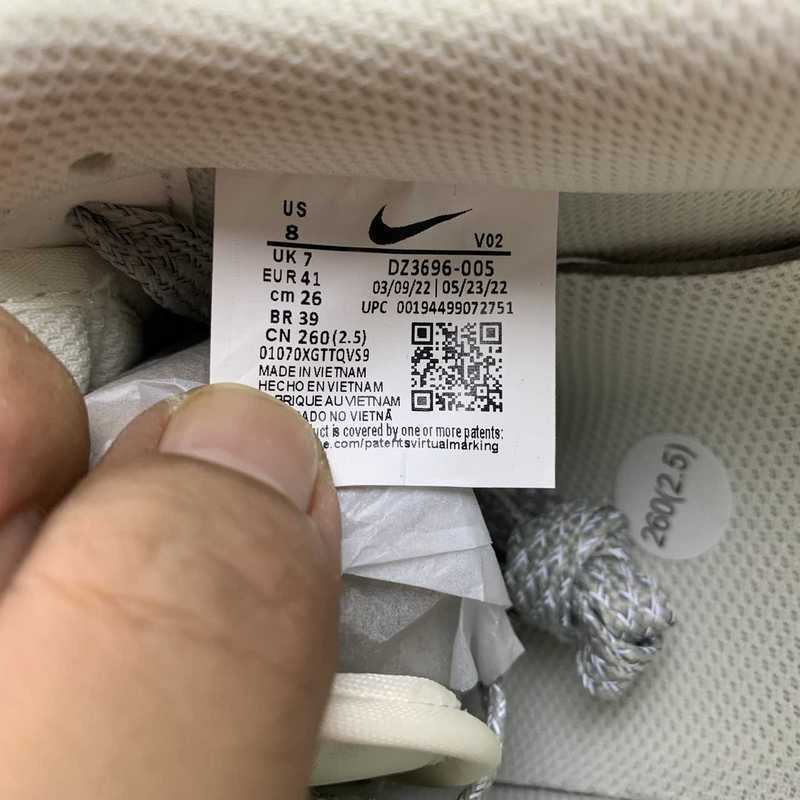 US
8
V02
UK 7
EUR 41
cm 26
BR 39
CN 260(2.5)
DZ3696-005
03/09/22 | 05/23/22
UPC 00194499072751
01070XGTTQVS9
MADE IN VIETNAM
HECHO EN VIETNAM
BRIQUE AU VIETNAM
ADO NO VIETNÃ
uct is covered by one or more patents:
e.com/patentsvirtualmarking
260(2.5)